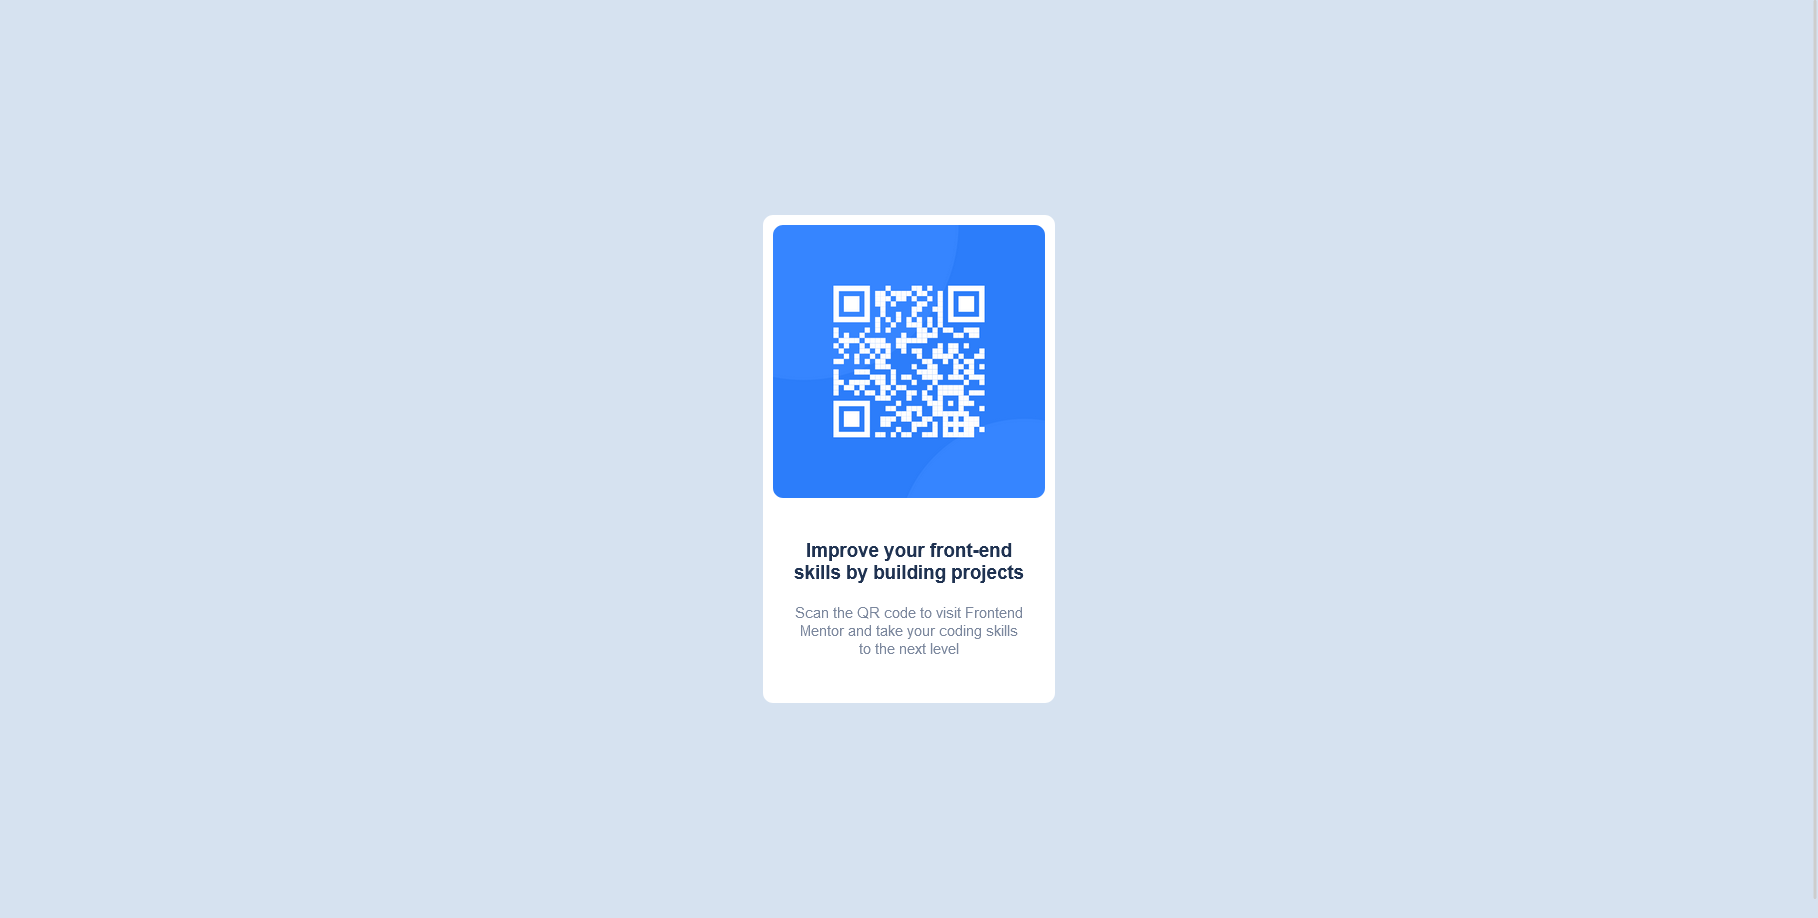 Improve your front-end
skills by building projects
Scan the QR code to visit Frontend
Mentor and take your coding skills
to the next level